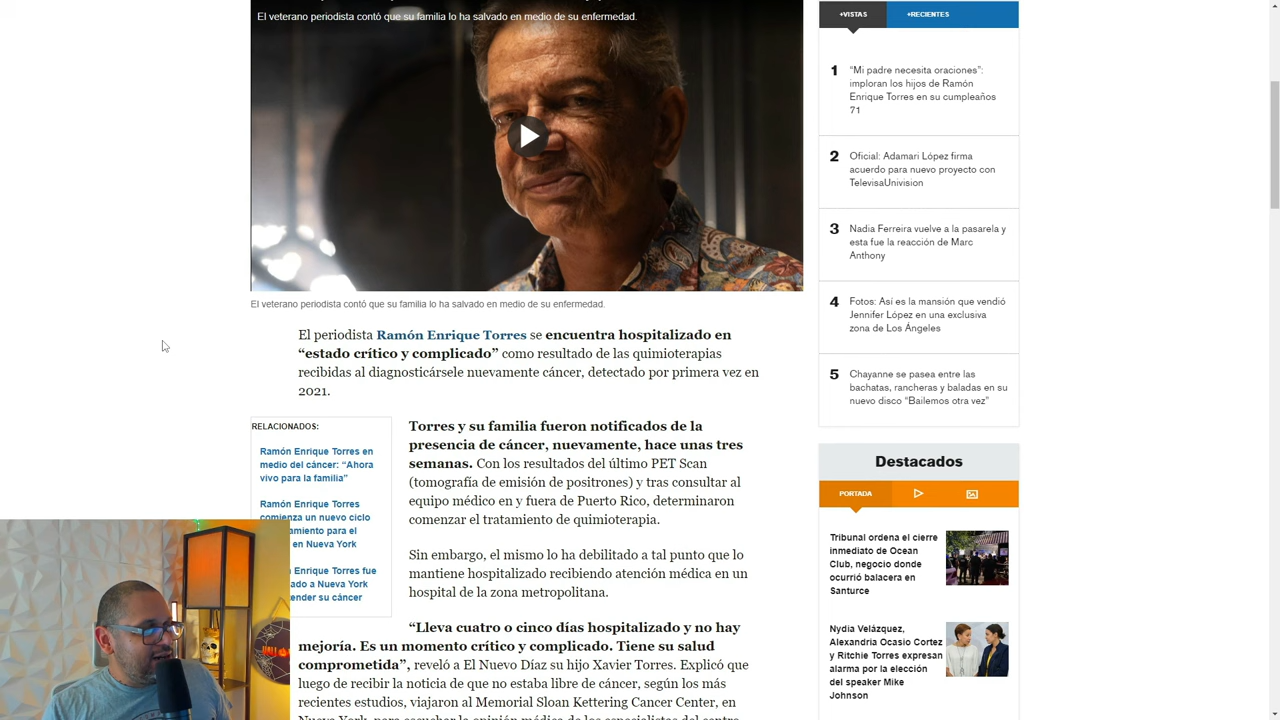 El veterano periodista contó que su familia lo ha salvado en medio de su enfermedad.
El veterano periodista contó que su familia lo ha salvado en medio de su enfermedad.
El periodista Ramón Enrique Torres se encuentra hospitalizado en
“estado crítico y complicado” como resultado de las quimioterapias
recibidas al diagnosticársele nuevamente cáncer, detectado por primera vez en
2021.
RELACIONADOS:
Ramón Enrique Torres en
medio del cáncer: “Ahora
vivo para la familia”
Ramón Enrique Torres
comienza un nuevo ciclo
amiento para el
en Nueva York
n Enrique Torres fue
ado a Nueva York
tender su cáncer
Torres y su familia fueron notificados de la
presencia de cáncer, nuevamente, hace unas tres
semanas. Con los resultados del último PET Scan
(tomografía de emisión de positrones) y tras consultar al
equipo médico en y fuera de Puerto Rico, determinaron
comenzar el tratamiento de quimioterapia.
Sin embargo, el mismo lo ha debilitado a tal punto que lo
mantiene hospitalizado recibiendo atención médica en un
hospital de la zona metropolitana.
“Lleva cuatro o cinco días hospitalizado y no hay
mejoría. Es un momento crítico y complicado. Tiene su salud
comprometida”, reveló a El Nuevo Díaz su hijo Xavier Torres. Explicó que
luego de recibir la noticia de que no estaba libre de cáncer, según los más
recientes estudios, viajaron al Memorial Sloan Kettering Cancer Center, en
Nueva York, para escuchar la opinión médica de los especialistas del centro
+VISTAS
+RECIENTES
1
“Mi padre necesita oraciones”:
imploran los hijos de Ramón
Enrique Torres en su cumpleaños
71
2
Oficial: Adamari López firma
acuerdo para nuevo proyecto con
TelevisaUnivision
3
Nadia Ferreira vuelve a la pasarela y
esta fue la reacción de Marc
Anthony
4
Fotos: Así es la mansión que vendió
Jennifer López en una exclusiva
zona de Los Ángeles
5
Chayanne se pasea entre las
bachatas, rancheras y baladas en su
nuevo disco “Bailemos otra vez”
Destacados
PORTADA
Tribunal ordena el cierre
inmediato de Ocean
Club, negocio donde
ocurrió balacera en
Santurce
Nydia Velázquez,
Alexandria Ocasio Cortez
y Ritchie Torres expresan
alarma por la elección
del speaker Mike
Johnson